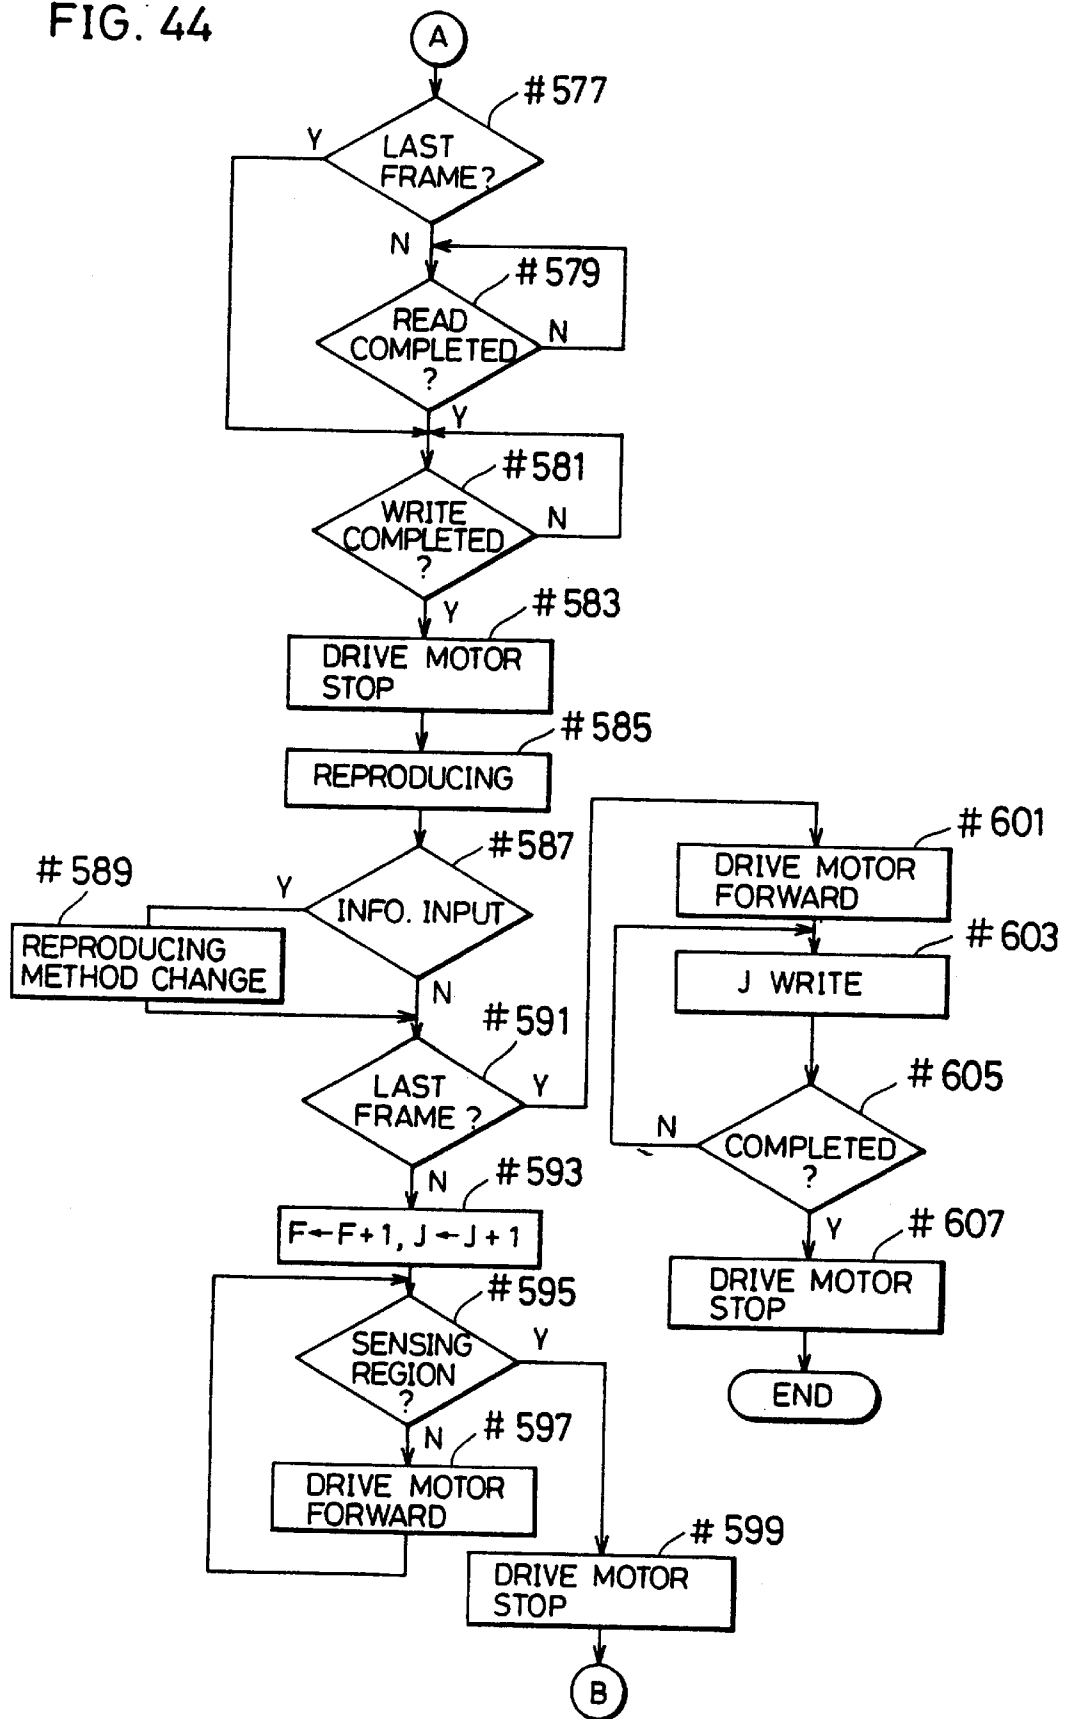 FIG. 44
A
#577
Y
LAST
FRAME?
N
#579
READ
COMPLETED
?
N
Y
#581
WRITE
COMPLETED
?
N
Y
#583
DRIVE MOTOR
STOP
#585
REPRODUCING
#587
INFO. INPUT
Y
#589
REPRODUCING
METHOD CHANGE
N
#591
LAST
FRAME ?
Y
N
#593
F←F+1, J←J+1
#595
SENSING
REGION
?
Y
N
#597
DRIVE MOTOR
FORWARD
#599
DRIVE MOTOR
STOP
B
#601
DRIVE MOTOR
FORWARD
#603
J WRITE
#605
COMPLETED
?
N
Y
#607
DRIVE MOTOR
STOP
END